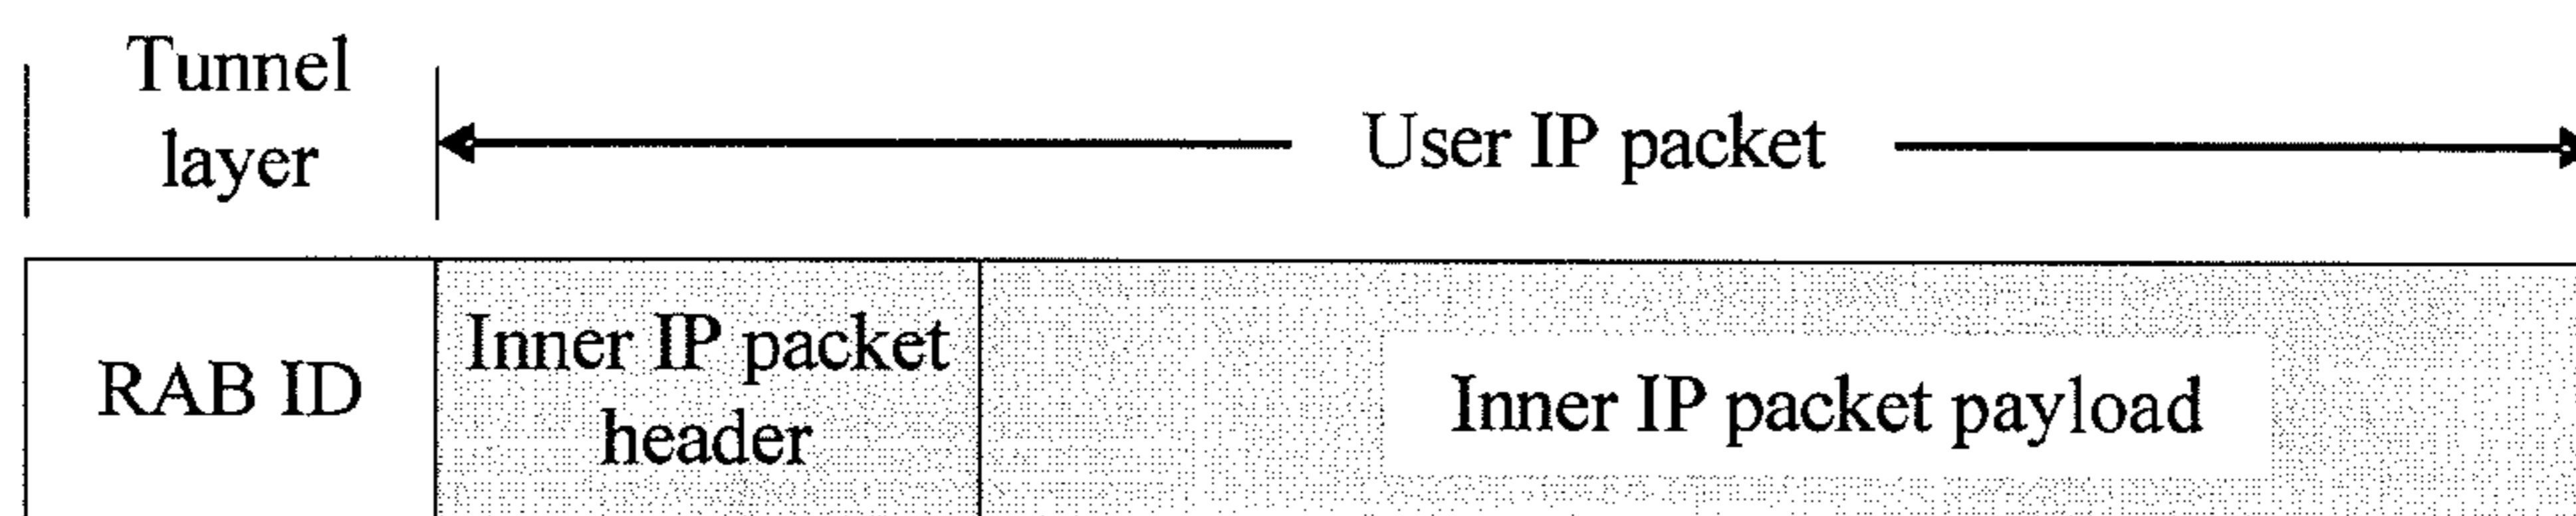 Tunnel
layer
User IP packet
RAB ID
Inner IP packet
header
Inner IP packet payload